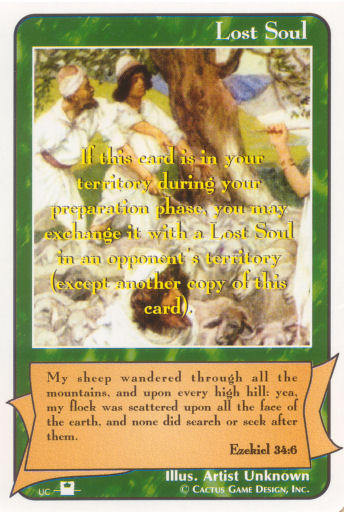 Lost Soul
If this card is in your
territory during your
preparation phase, you may
exchange it with a Lost Soul
in an opponent's territory
(except another copy of this
card).
My sheep wandered through all the
mountains, and upon every high hill: yea,
my flock was scattered upon all the face of
the earth, and none did search or seek after
them.
Ezekiel 34:6
Illus. Artist Unknown
© Cactus Game Design, Inc.
UC